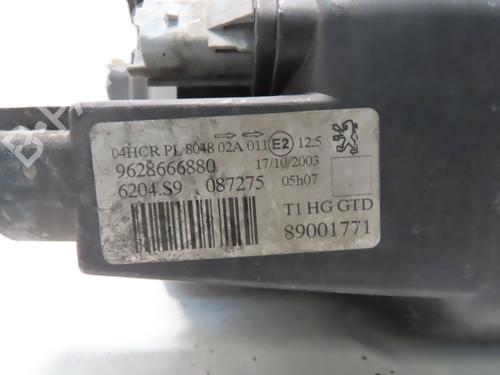 04HCR PL 8048 02A 011 E2 12.5
9628666880 17/10/2003
6204.S9 087275 05h07
T1 HG GTD
89001771